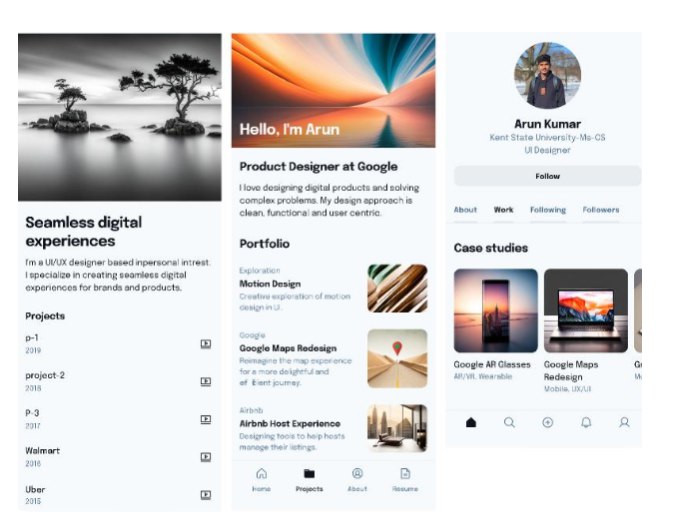 Seamless digital
experiences
I'm a UI/UX designer based inpersonal intrest.
I specialize in creating seamless digital
experiences for brands and products.
Projects
p-1
2019
project-2
2018
P-3
2017
Walmart
2016
Uber
2015
Hello, I'm Arun
Product Designer at Google
I love designing digital products and solving
complex problems. My design approach is
clean, functional and user centric.
Portfolio
Exploration
Motion Design
Creative exploration of motion
design in UI.
Google
Google Maps Redesign
Reimagine the map experience
for a more delightful and
ef bient journey.
Airbnb
Airbnb Host Experience
Designing tools to help hosts
manage their listings.
Home Projects About Resume
Arun Kumar
Kent State University-Ms-CS
UI Designer
Follow
About Work Following Followers
Case studies
Google AR Glasses
AR/VR, Wearable
Google Maps
Redesign
Mobile, UX/UI